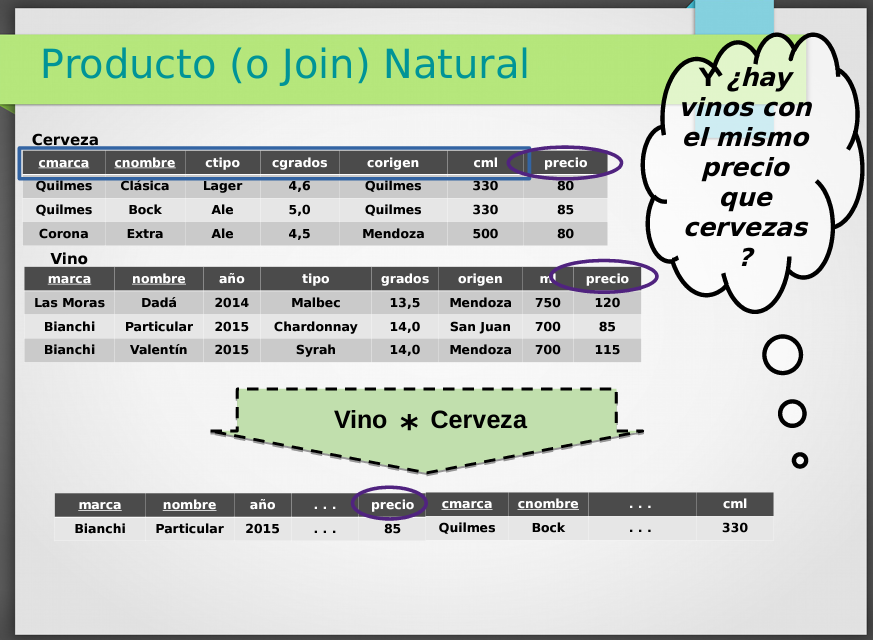 Producto (o Join) Natural
Y ¿hay
vinos con
el mismo
precio
que
cervezas
?
Cerveza
cmarca cnombre ctipo cgrados corigen cml precio
Quilmes Clásica Lager 4,6 Quilmes 330 80
Quilmes Bock Ale 5,0 Quilmes 330 85
Corona Extra Ale 4,5 Mendoza 500 80
Vino
marca nombre año tipo grados origen ml precio
Las Moras Dadá 2014 Malbec 13,5 Mendoza 750 120
Bianchi Particular 2015 Chardonnay 14,0 San Juan 700 85
Bianchi Valentín 2015 Syrah 14,0 Mendoza 700 115
Vino * Cerveza
marca nombre año . . . precio cmarca cnombre . . . cml
Bianchi Particular 2015 . . . 85 Quilmes Bock . . . 330